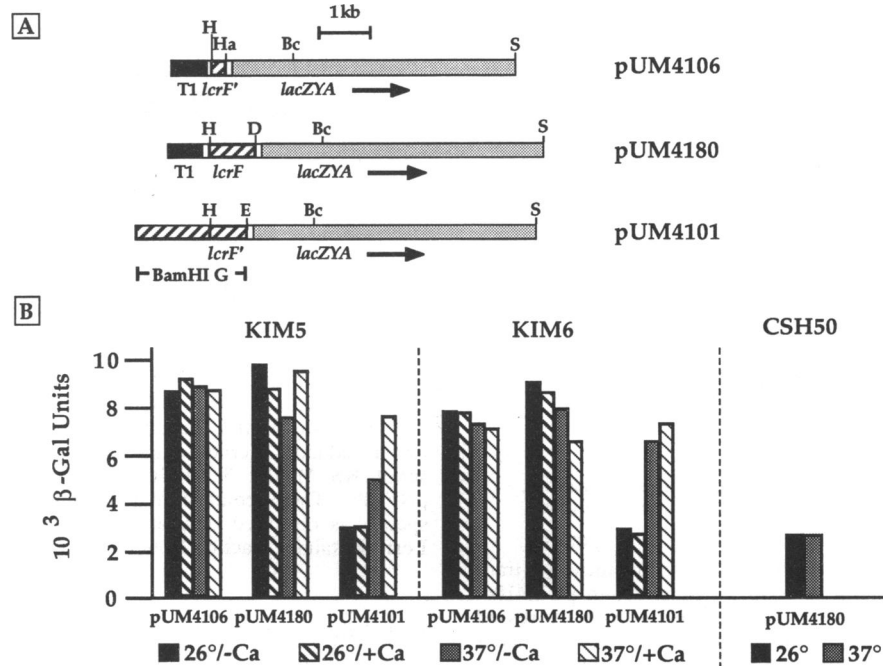 A
1kb
H Ha Bc S
T1 lcrF' lacZYA
pUM4106
H D Bc S
T1 lcrF lacZYA
pUM4180
H E Bc S
lcrF' lacZYA
pUM4101
BamHI G
B
KIM5 KIM6 CSH50
10³ β-Gal Units
10
8
6
4
2
0
pUM4106 pUM4180 pUM4101 pUM4106 pUM4180 pUM4101 pUM4180
26°/-Ca 26°/+Ca 37°/-Ca 37°/+Ca 26° 37°